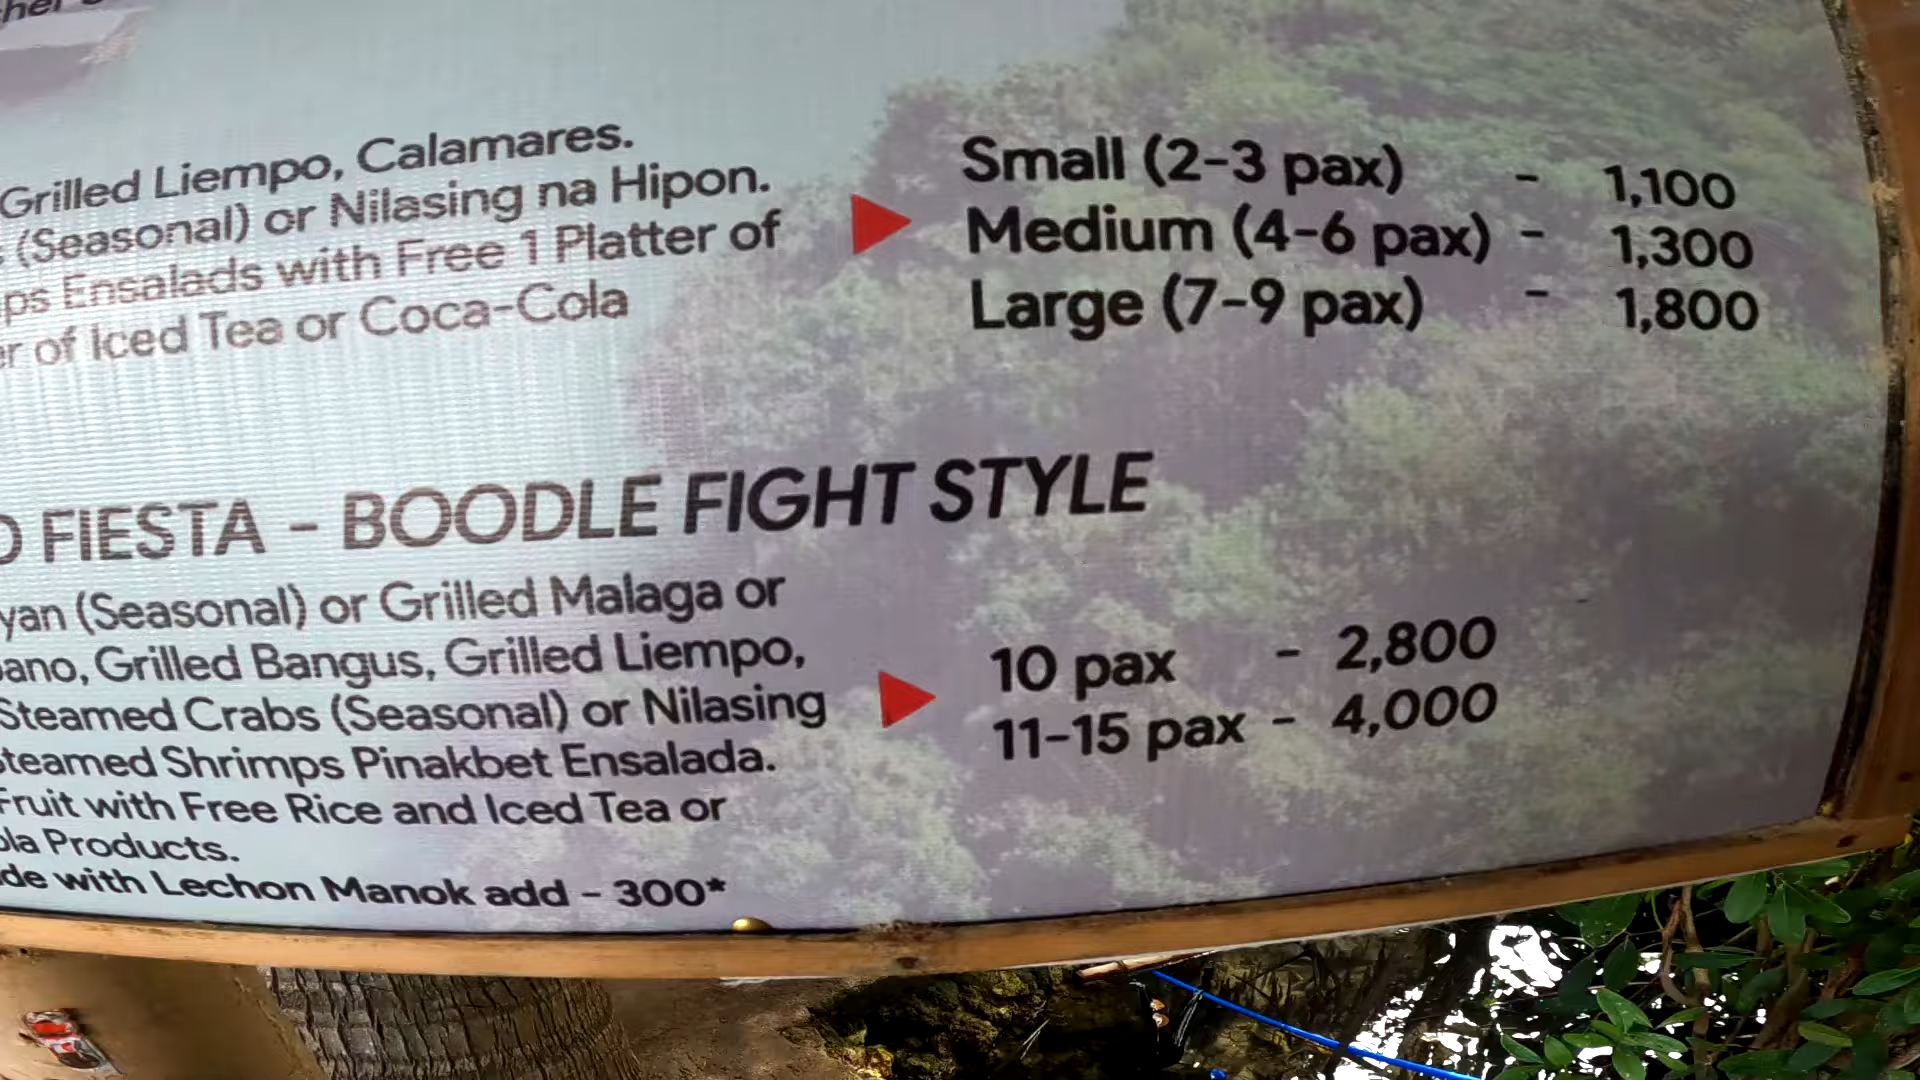 Grilled Liempo, Calamares.
(Seasonal) or Nilasing na Hipon.
Ensalads with Free 1 Platter of
of Iced Tea or Coca-Cola
Small (2-3 pax) - 1,100
Medium (4-6 pax) - 1,300
Large (7-9 pax) - 1,800
FIESTA - BOODLE FIGHT STYLE
(Seasonal) or Grilled Malaga or
Grilled Bangus, Grilled Liempo,
Steamed Crabs (Seasonal) or Nilasing
Shrimps Pinakbet Ensalada.
Fruit with Free Rice and Iced Tea or
Products.
with Lechon Manok add - 300*
10 pax - 2,800
11-15 pax - 4,000